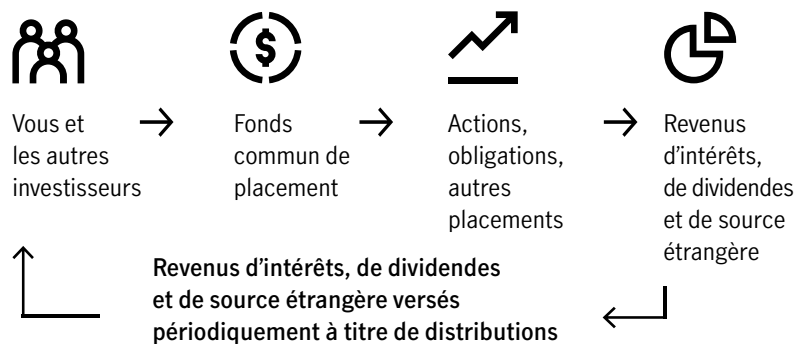 $
Vous et
les autres
investisseurs
Fonds
commun de
placement
Actions,
obligations,
autres
placements
Revenus
d'intérêts,
de dividendes
et de source
étrangère
Revenus d'intérêts, de dividendes
et de source étrangère versés
périodiquement à titre de distributions